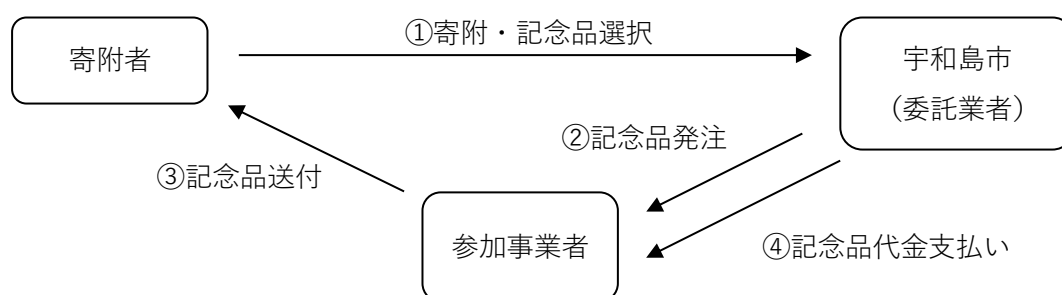 ①寄附・記念品選択
寄附者
宇和島市
（委託業者）
②記念品発注
③記念品送付
参加事業者
④記念品代金支払い